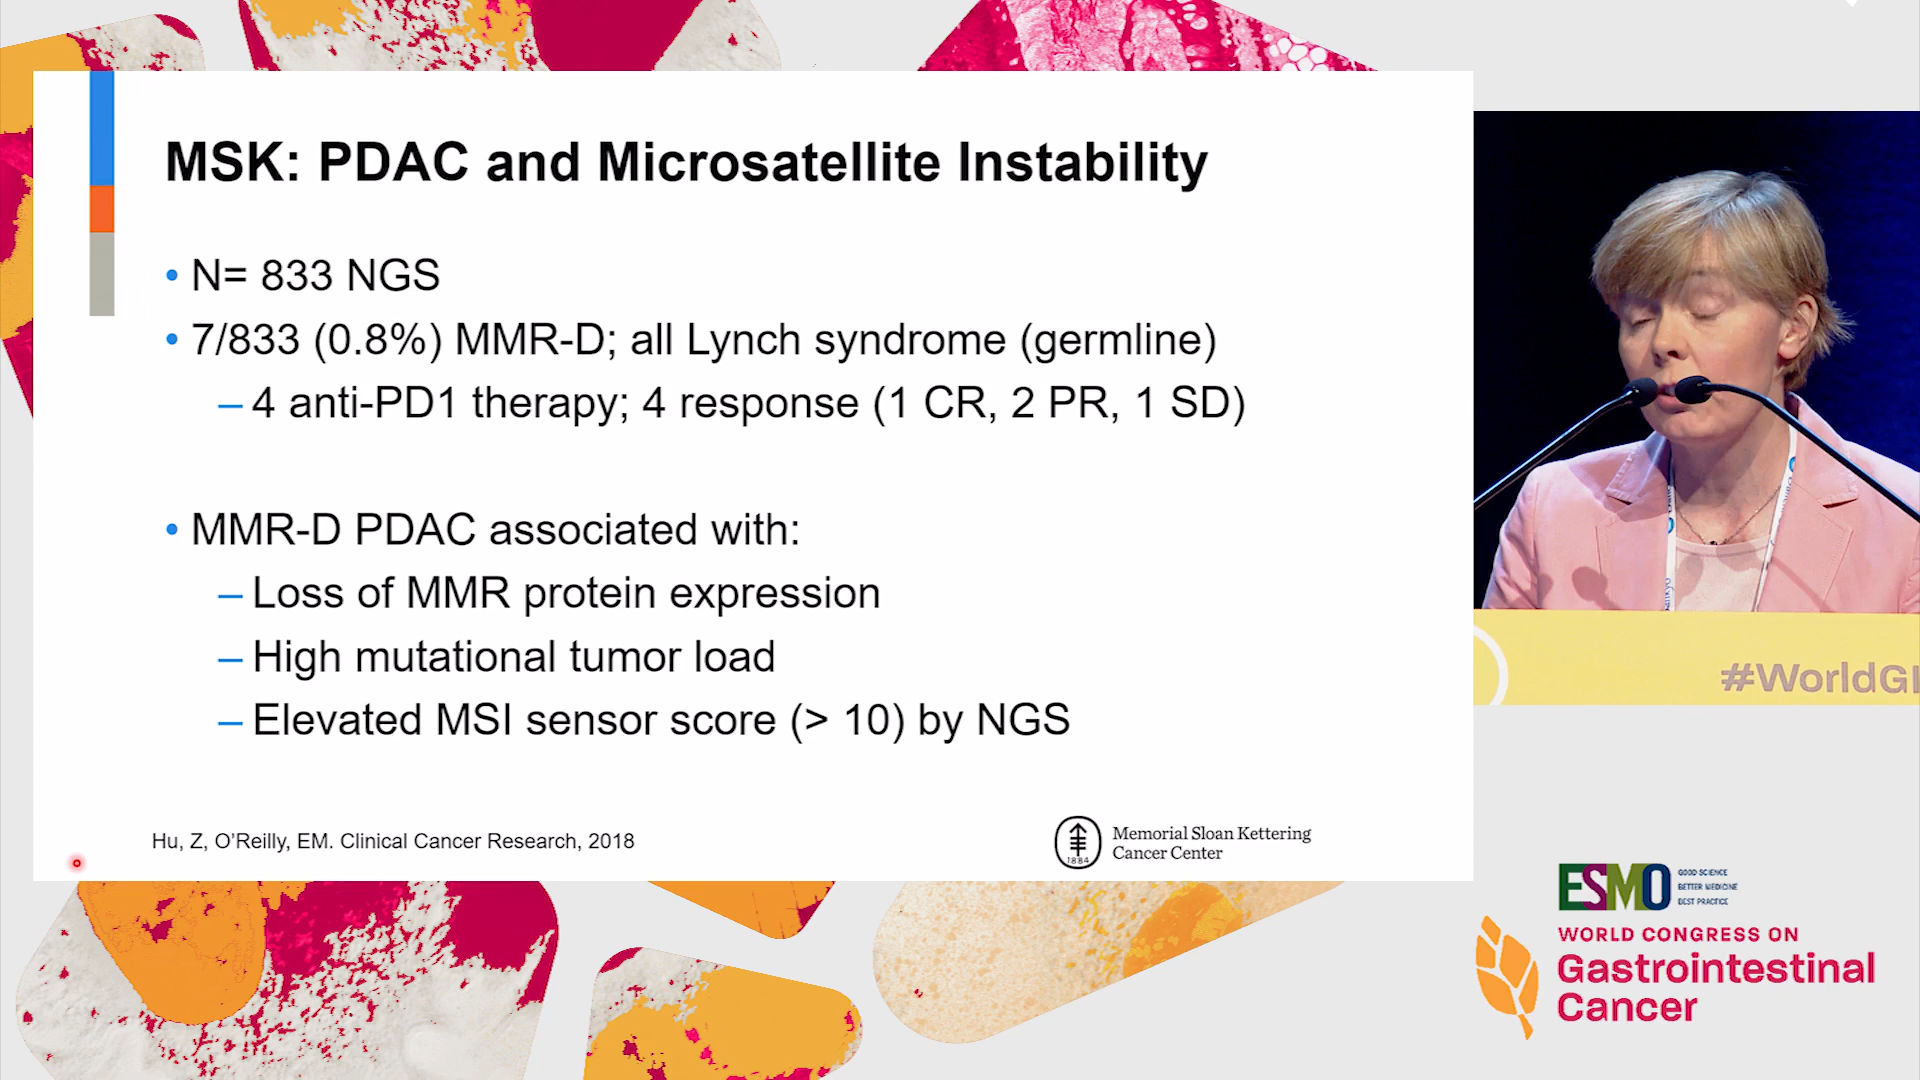 MSK: PDAC and Microsatellite Instability
• N= 833 NGS
• 7/833 (0.8%) MMR-D; all Lynch syndrome (germline)
– 4 anti-PD1 therapy; 4 response (1 CR, 2 PR, 1 SD)
• MMR-D PDAC associated with:
– Loss of MMR protein expression
– High mutational tumor load
– Elevated MSI sensor score (> 10) by NGS
Hu, Z, O'Reilly, EM. Clinical Cancer Research, 2018
1884
Memorial Sloan Kettering
Cancer Center
#WorldGI
ESMO
GOOD SCIENCE
BETTER MEDICINE
BEST PRACTICE
WORLD CONGRESS ON
Gastrointestinal
Cancer